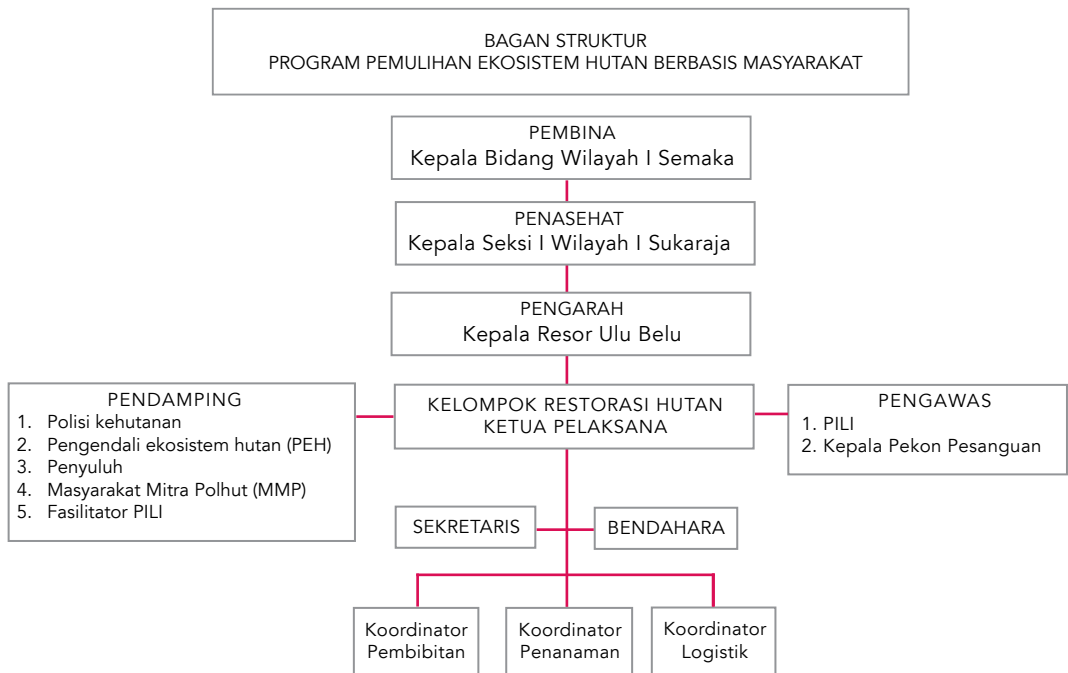 BAGAN STRUKTUR
PROGRAM PEMULIHAN EKOSISTEM HUTAN BERBASIS MASYARAKAT
PEMBINA
Kepala Bidang Wilayah I Semaka
PENASEHAT
Kepala Seksi I Wilayah I Sukaraja
PENGARAH
Kepala Resor Ulu Belu
PENDAMPING
1. Polisi kehutanan
2. Pengendali ekosistem hutan (PEH)
3. Penyuluh
4. Masyarakat Mitra Polhut (MMP)
5. Fasilitator PILI
KELOMPOK RESTORASI HUTAN
KETUA PELAKSANA
PENGAWAS
1. PILI
2. Kepala Pekon Pesanguan
SEKRETARIS
BENDAHARA
Koordinator
Pembibitan
Koordinator
Penanaman
Koordinator
Logistik